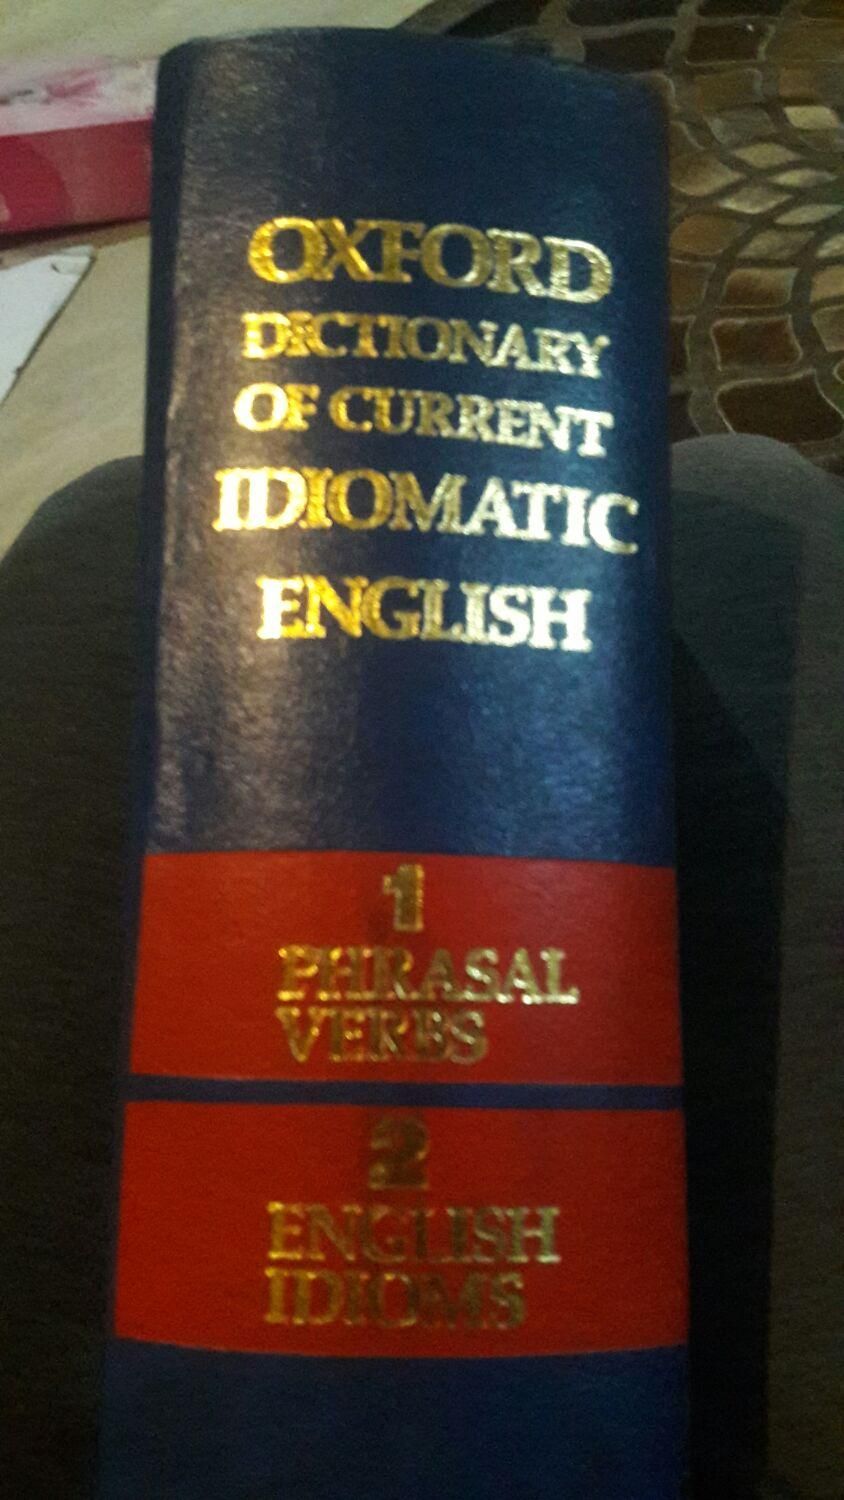 OXFORD
DICTIONARY
OF CURRENT
IDIOMATIC
ENGLISH
1
PHRASAL
VERBS
2
ENGLISH
IDIOMS